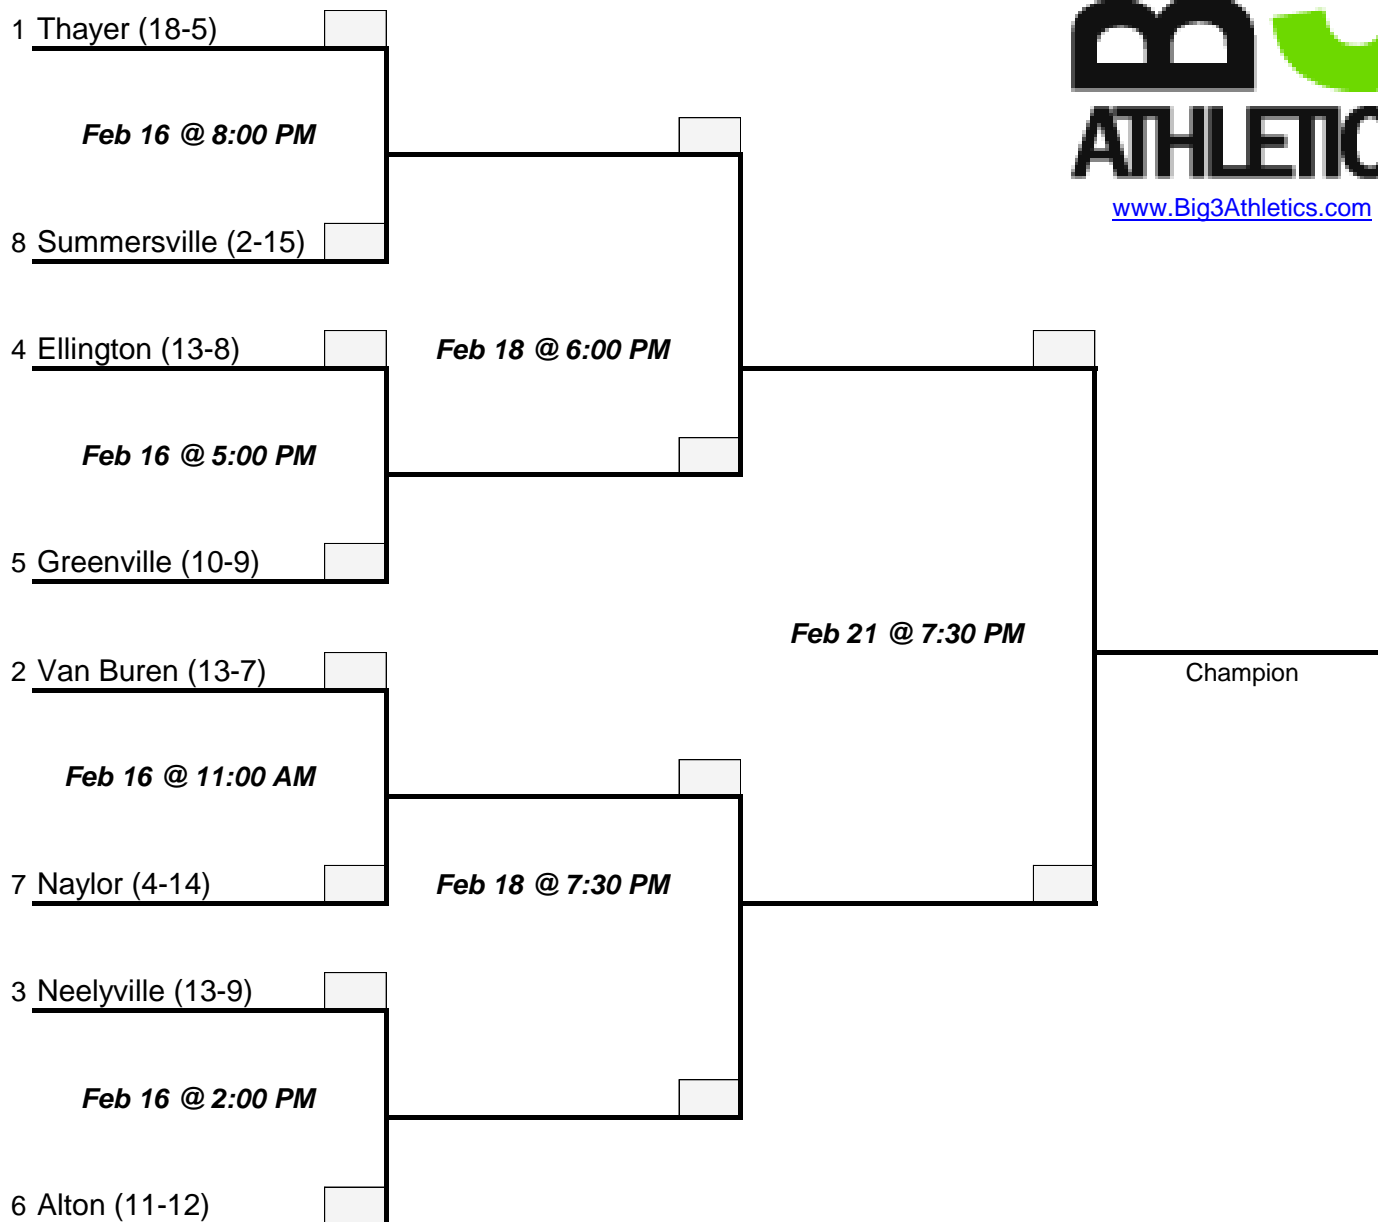 1 Thayer (18-5)
Feb 16 @ 8:00 PM
8 Summersville (2-15)
4 Ellington (13-8)
Feb 16 @ 5:00 PM
5 Greenville (10-9)
2 Van Buren (13-7)
Feb 16 @ 11:00 AM
7 Naylor (4-14)
3 Neelyville (13-9)
Feb 16 @ 2:00 PM
6 Alton (11-12)
Feb 18 @ 6:00 PM
Feb 18 @ 7:30 PM
Feb 21 @ 7:30 PM
Champion
www.Big3Athletics.com